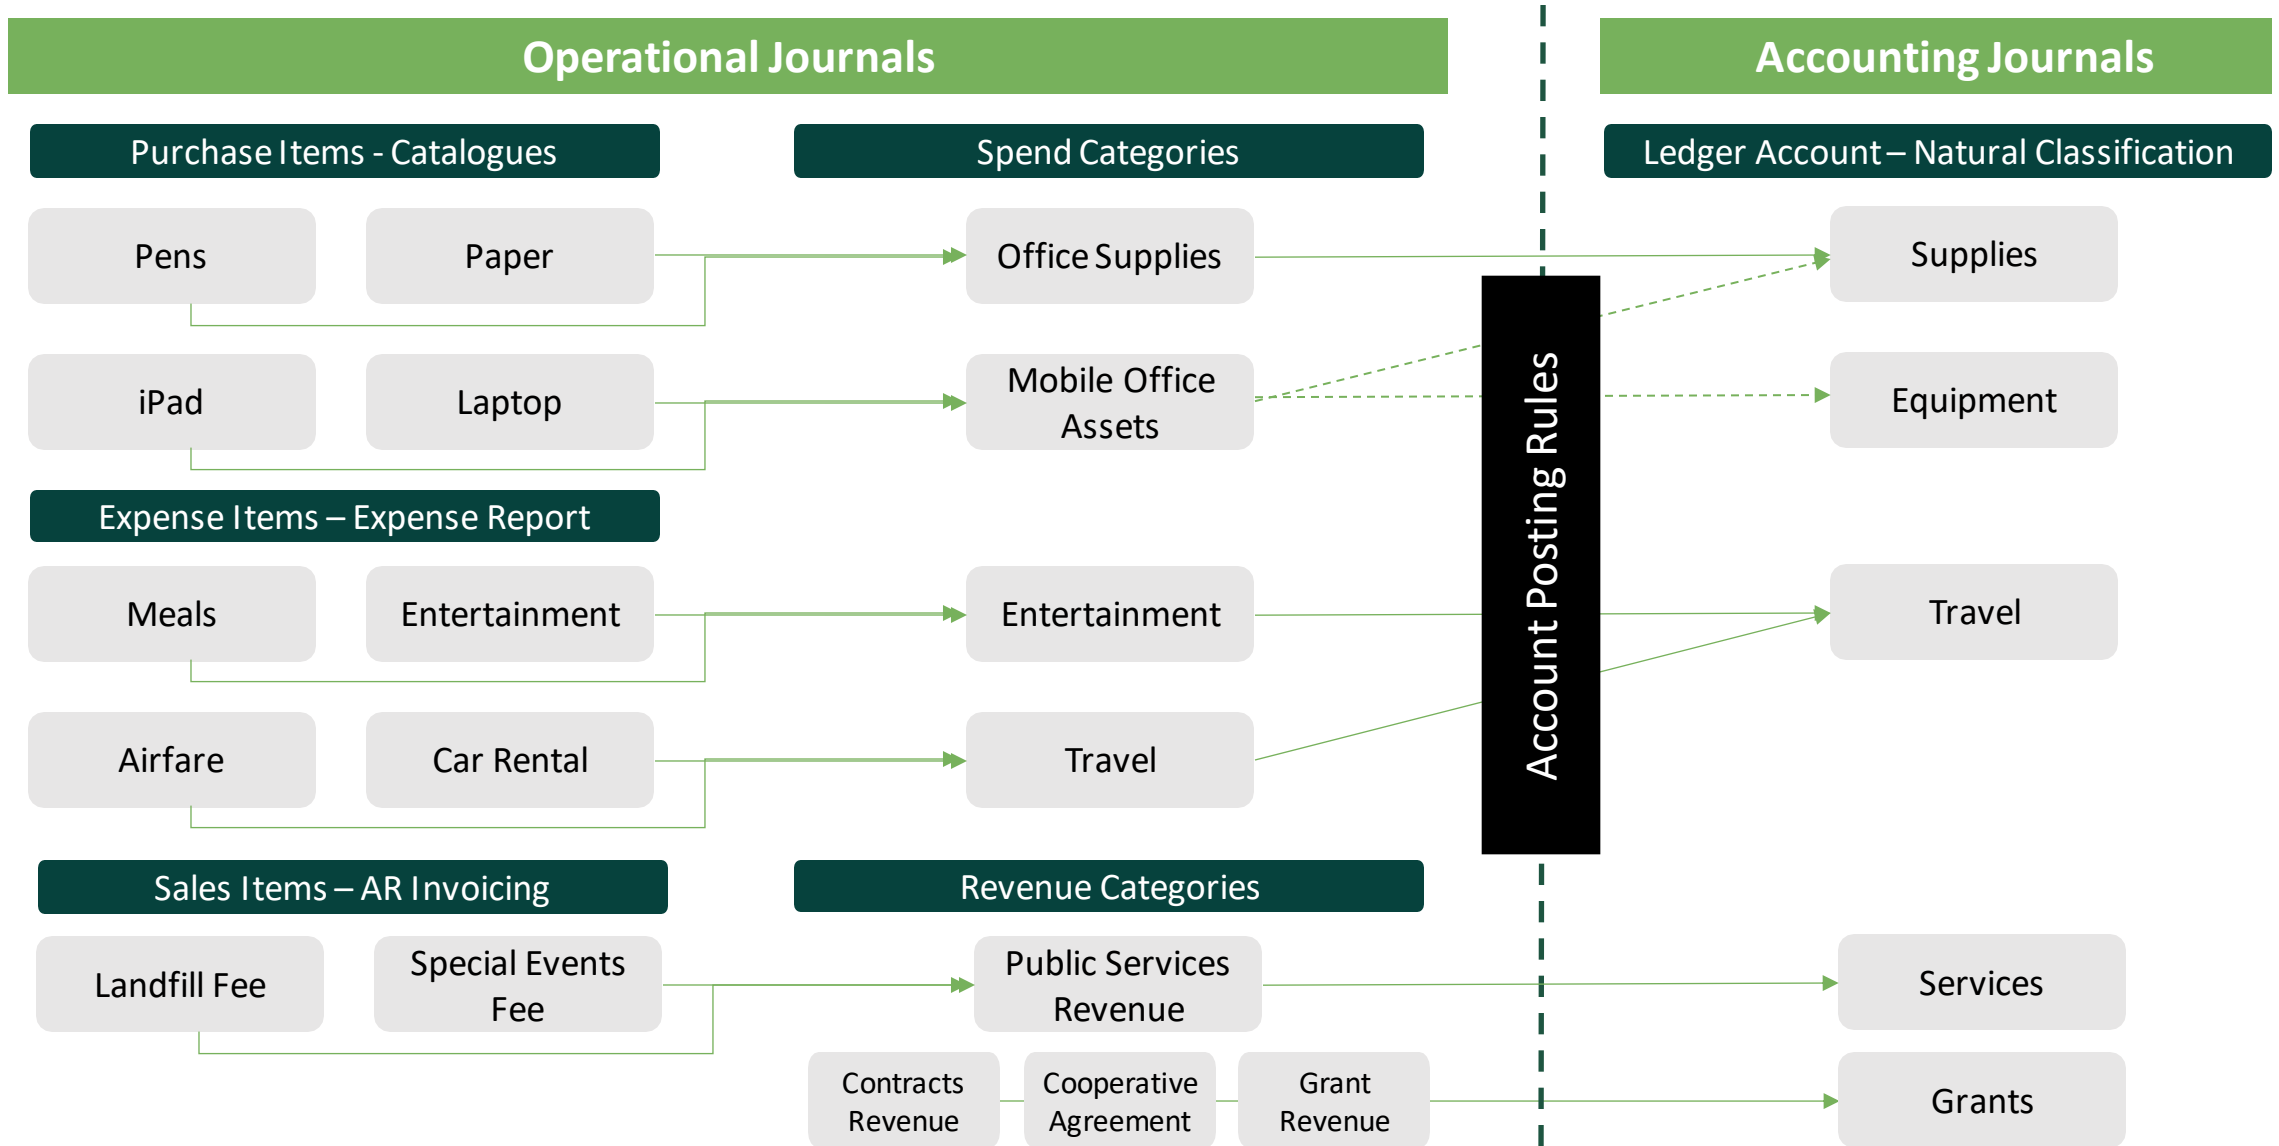 Operational Journals
Accounting Journals
Purchase Items - Catalogues
Spend Categories
Ledger Account – Natural Classification
Pens
Paper
Office Supplies
Supplies
iPad
Laptop
Mobile Office
Assets
Equipment
Account Posting Rules
Expense Items – Expense Report
Meals
Entertainment
Entertainment
Travel
Airfare
Car Rental
Travel
Sales Items – AR Invoicing
Revenue Categories
Landfill Fee
Special Events
Fee
Public Services
Revenue
Services
Contracts
Revenue
Cooperative
Agreement
Grant
Revenue
Grants